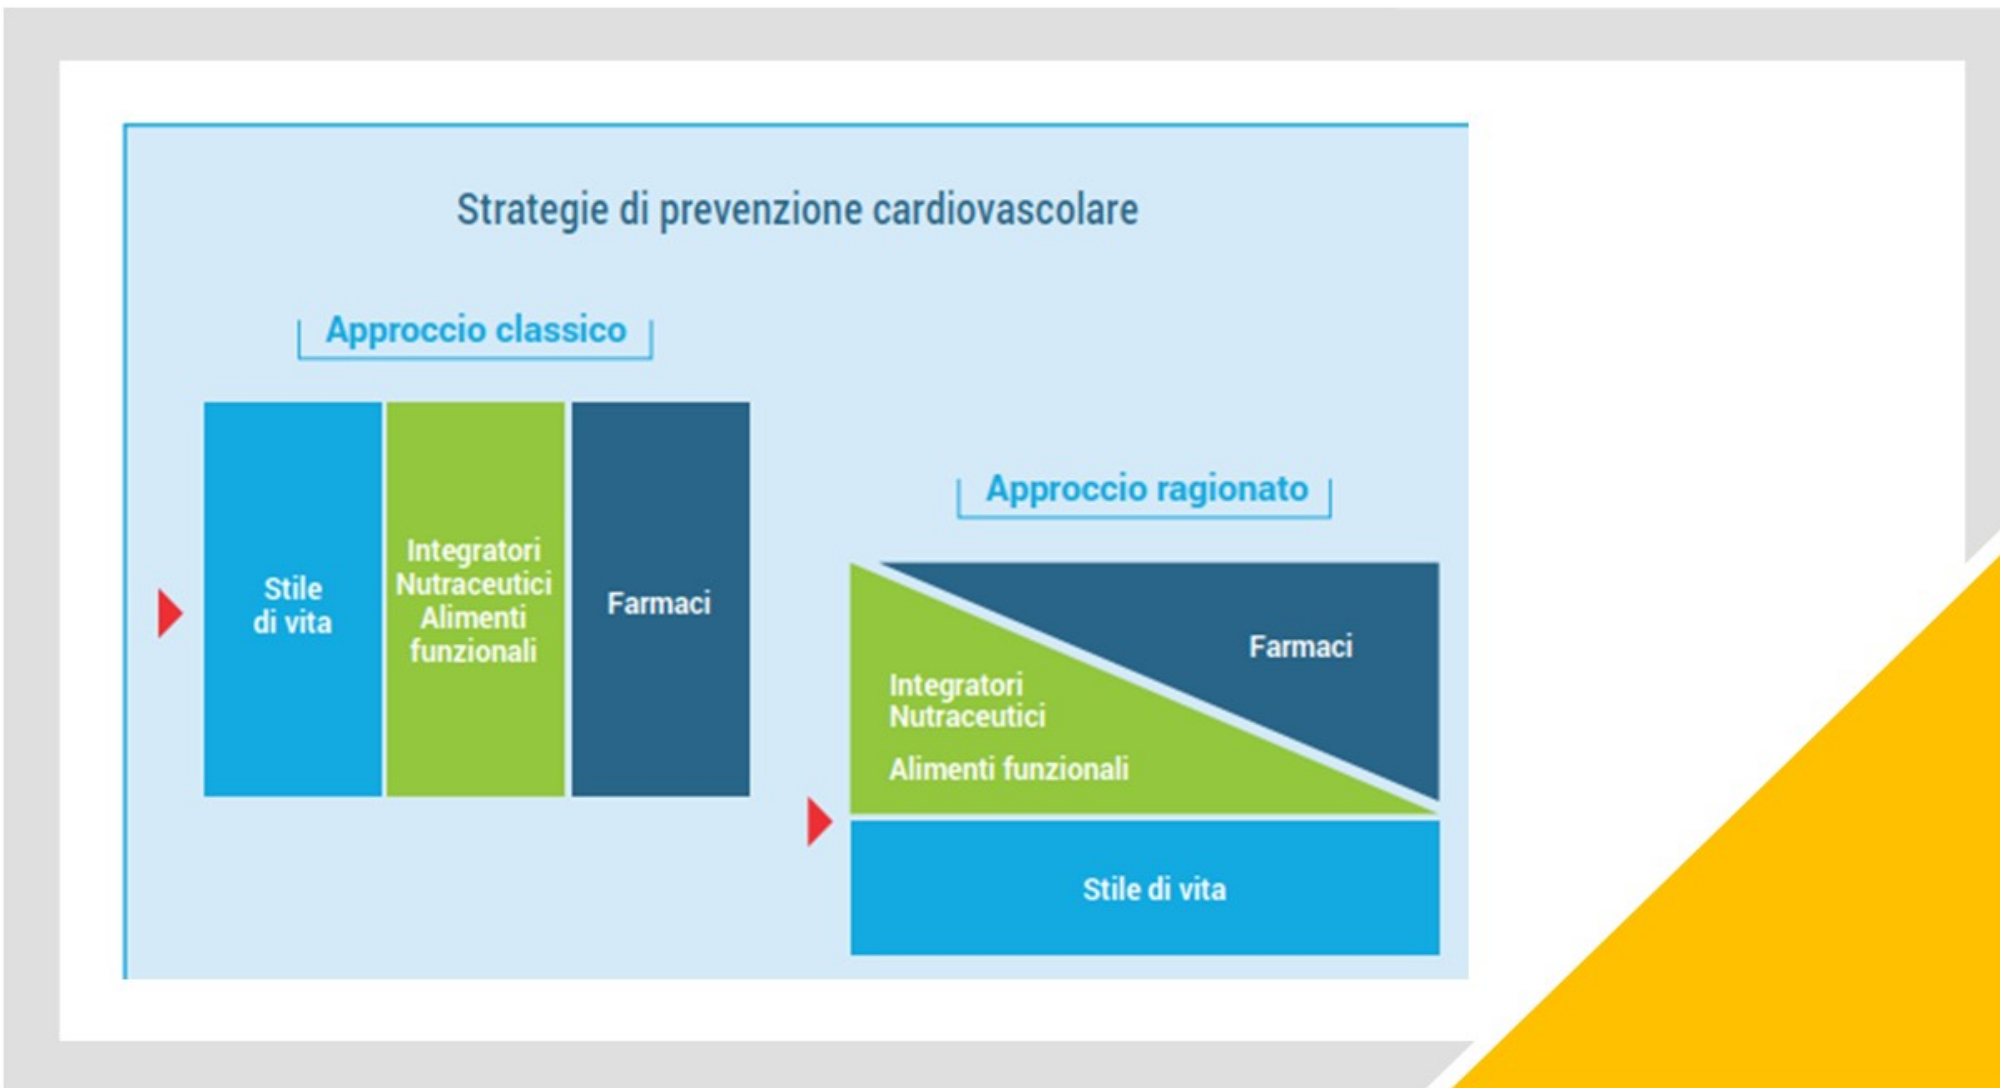 Strategie di prevenzione cardiovascolare
Approccio classico
Stile
di vita
Integratori
Nutraceutici
Alimenti
funzionali
Farmaci
Approccio ragionato
Farmaci
Integratori
Nutraceutici
Alimenti funzionali
Stile di vita